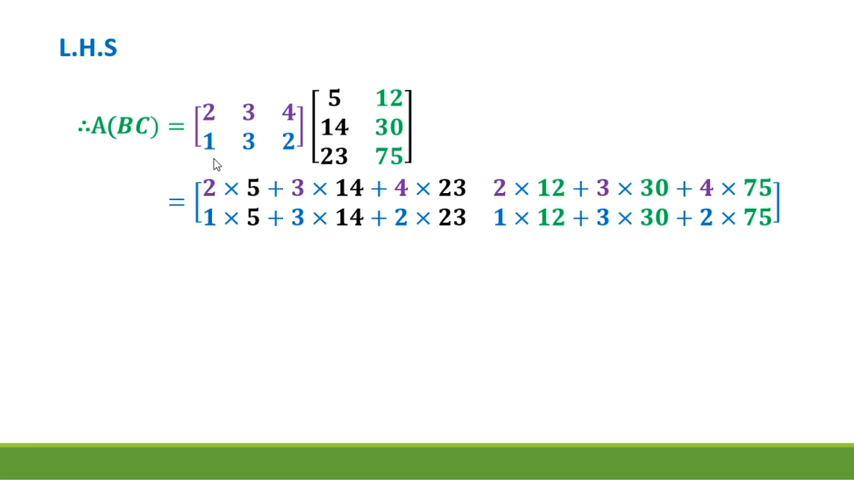 L.H.S
∴A(BC) = [2 3 4
1 3 2] [5 12
14 30
23 75]
= [2 × 5 + 3 × 14 + 4 × 23 2 × 12 + 3 × 30 + 4 × 75
1 × 5 + 3 × 14 + 2 × 23 1 × 12 + 3 × 30 + 2 × 75]